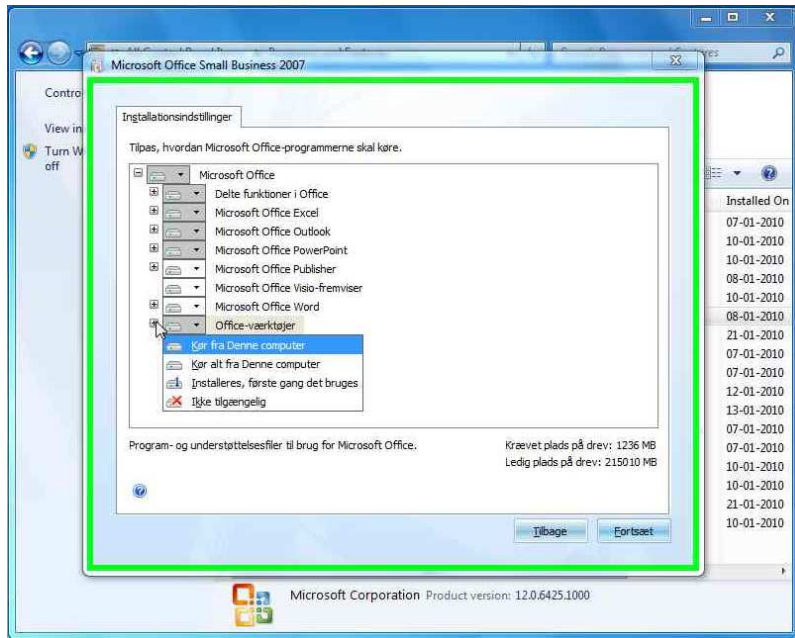 Microsoft Office Small Business 2007
Contro
View in
Turn W
off
Installationsindstillinger
Tilpas, hvordan Microsoft Office-programmerne skal køre.
Microsoft Office
Delte funktioner i Office
Microsoft Office Excel
Microsoft Office Outlook
Microsoft Office PowerPoint
Microsoft Office Publisher
Microsoft Office Visio-fremviser
Microsoft Office Word
Office-værktøjer
Kør fra Denne computer
Kør alt fra Denne computer
Installeres, første gang det bruges
Ikke tilgængelig
Program- og understøttelsesfiler til brug for Microsoft Office.
Krævet plads på drev: 1236 MB
Ledig plads på drev: 215010 MB
Tilbage Fortsæt
Installed On
07-01-2010
10-01-2010
10-01-2010
08-01-2010
10-01-2010
08-01-2010
21-01-2010
07-01-2010
07-01-2010
12-01-2010
13-01-2010
07-01-2010
07-01-2010
10-01-2010
10-01-2010
21-01-2010
10-01-2010
Microsoft Corporation Product version: 12.0.6425.1000